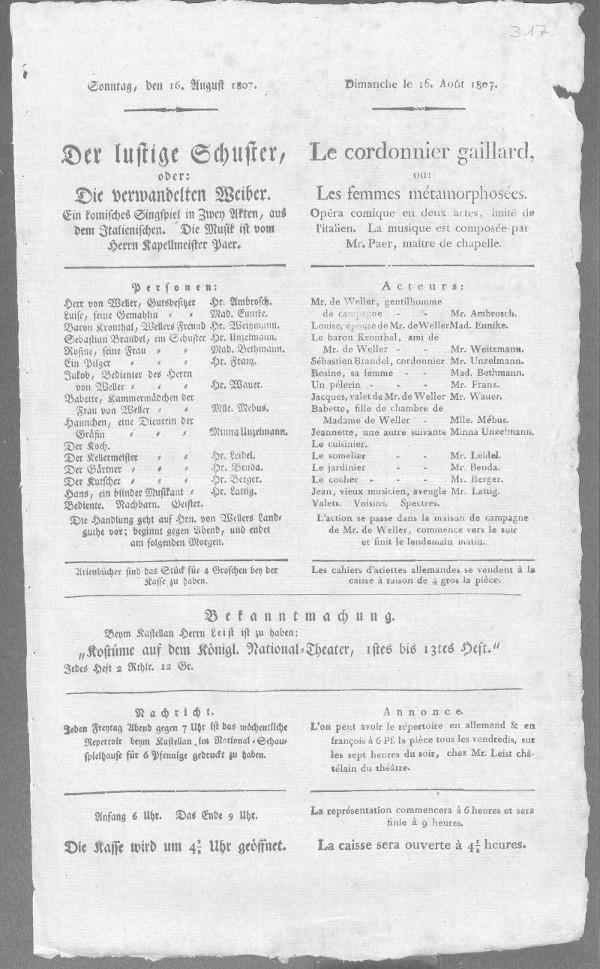 317
Sonntag, den 16. August 1807.
Der lustige Schuster,
oder:
Die verwandelten Weiber.
Ein komisches Singspiel in Zwey Akten, aus
dem Italienischen. Die Musik ist vom
Herrn Kapellmeister Paer.
Personen:
Herr von Weller, Gutsbesitzer Hr. Ambrosch.
Luise, seine Gemahlin - - Mad. Eunike.
Baron Kronthal, Wellers Freund Hr. Weitzmann.
Sebastian Brandel, ein Schuster Hr. Unzelmann.
Rosine, seine Frau - - Mad. Bethmann.
Ein Pilger - - - Hr. Franz.
Jakob, Bedienter des Herrn
von Weller - - - Hr. Wauer.
Babette, Kammermädchen der
Frau von Weller - - Mlle. Mebus.
Hannchen, eine Dienerin der
Gräfin - - - Minna Unzelmann.
Der Koch.
Der Kellermeister - - Hr. Leidel.
Der Gärtner - - - Hr. Benda.
Der Kutscher - - - Hr. Berger.
Hans, ein blinder Musikant - Hr. Lattig.
Bediente. Nachbarn. Geister.
Die Handlung geht auf Hrn. von Wellers Land-
guthe vor; beginnt gegen Abend, und endet
am folgenden Morgen.
Arienbücher sind das Stück für 4 Groschen bey der
Kasse zu haben.
Dimanche le 16. Août 1807.
Le cordonnier gaillard,
ou:
Les femmes métamorphosées.
Opéra comique en deux actes, imité de
l'italien. La musique est composée par
Mr. Paer, maître de chapelle.
Acteurs:
Mr. de Weller, gentilhomme
de campagne - - Mr. Ambrosch.
Louise, épouse de Mr. de Weller Mad. Eunike.
Le baron Kronthal, ami de
Mr. de Weller - - Mr. Weitzmann.
Sébastien Brandel, cordonnier Mr. Unzelmann.
Rosine, sa femme - - Mad. Bethmann.
Un pélerin - - Mr. Franz.
Jacques, valet de Mr. de Weller Mr. Wauer.
Babette, fille de chambre de
Madame de Weller - Mlle. Mébus.
Jeannette, une autre suivante Minna Unzelmann.
Le cuisinier.
Le somelier - - Mr. Leidel.
Le jardinier - - Mr. Benda.
Le cocher - - - Mr. Berger.
Jean, vieux musicien, aveugle Mr. Lattig.
Valets. Voisins. Spectres.
L'action se passe dans la maison de campagne
de Mr. de Weller, commence vers le soir
et finit le lendemain matin.
Les cahiers d'ariettes allemandes se vendent à la
caisse à raison de 4 gros la pièce.
Bekanntmachung.
Beym Kastellan Herrn Leist ist zu haben:
„Kostüme auf dem Königl. National-Theater, 1stes bis 13tes Heft."
Jedes Heft 2 Rthlr. 12 Gr.
Nachricht.
Jeden Freytag Abend gegen 7 Uhr ist das wöchentliche
Repertoir beym Kastellan im National-Schau-
spielhause für 6 Pfennige gedruckt zu haben.
Annonce.
L'on peut avoir le répertoire en allemand & en
français à 6 Pf. la pièce tous les vendredis, sur
les sept heures du soir, chez Mr. Leist châ-
télain du théatre.
Anfang 6 Uhr. Das Ende 9 Uhr.
Die Kasse wird um 4½ Uhr geöffnet.
La représentation commencera à 6 heures et sera
finie à 9 heures.
La caisse sera ouverte à 4½ heures.